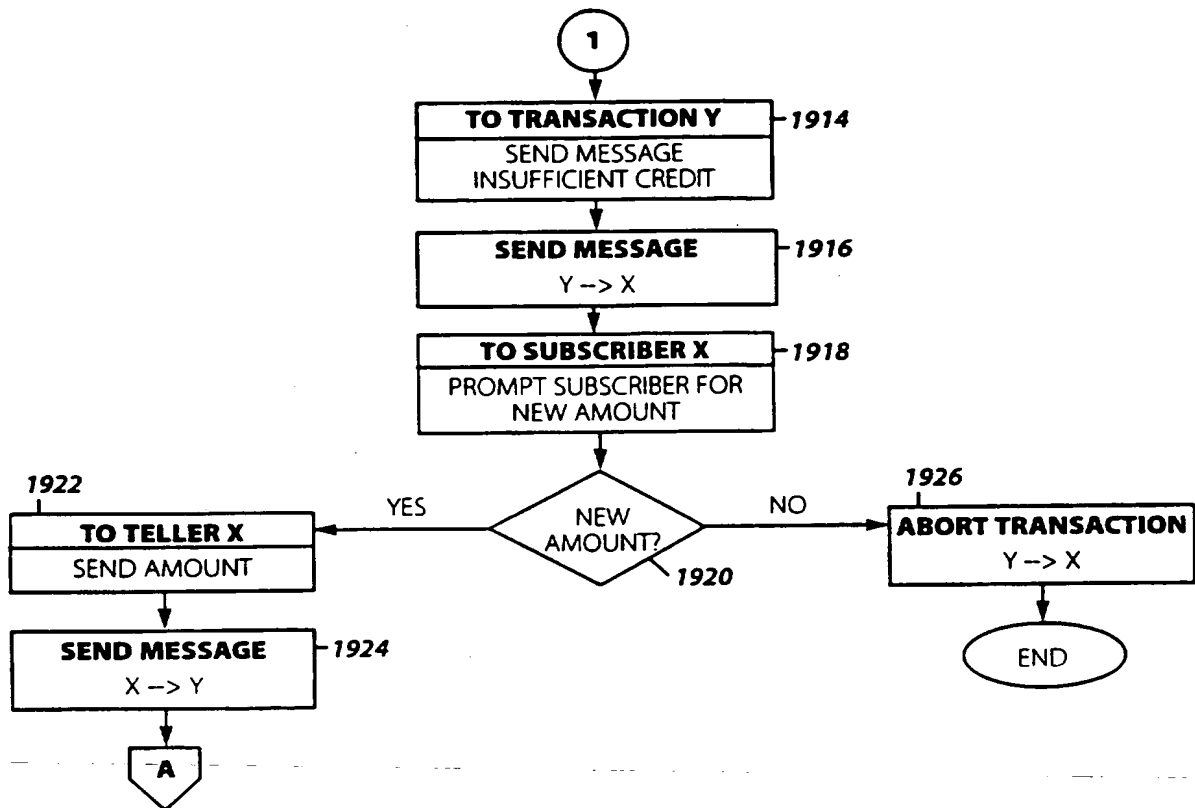 1
TO TRANSACTION Y
1914
SEND MESSAGE
INSUFFICIENT CREDIT
SEND MESSAGE
1916
Y --> X
TO SUBSCRIBER X
1918
PROMPT SUBSCRIBER FOR
NEW AMOUNT
NEW
AMOUNT?
1920
YES
NO
1922
TO TELLER X
SEND AMOUNT
SEND MESSAGE
1924
X --> Y
A
1926
ABORT TRANSACTION
Y --> X
END